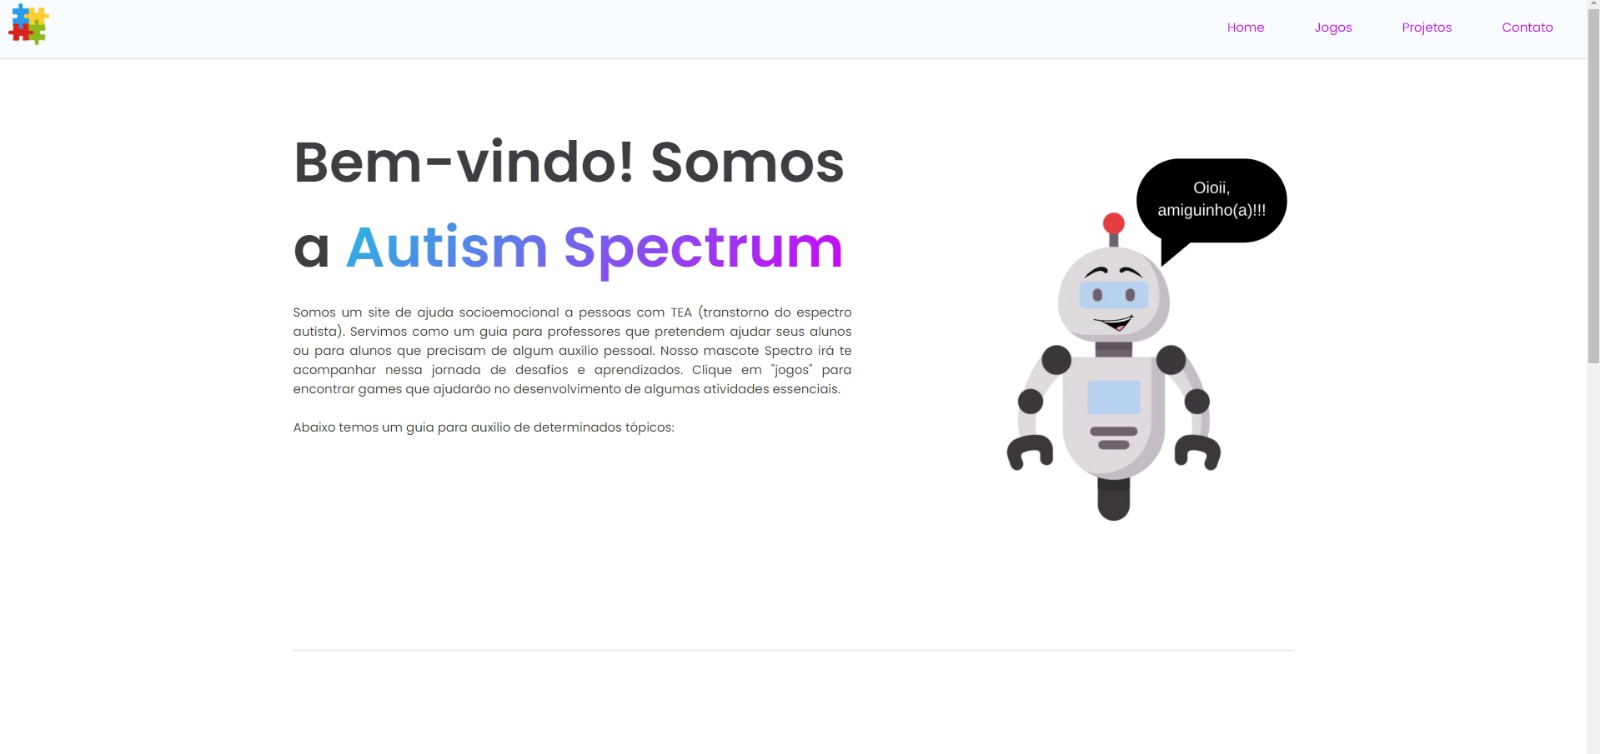 Home
Jogos
Projetos
Contato
Bem-vindo! Somos
a Autism Spectrum
Somos um site de ajuda socioemocional a pessoas com TEA (transtorno do espectro
autista). Servimos como um guia para professores que pretendem ajudar seus alunos
ou para alunos que precisam de algum auxílio pessoal. Nosso mascote Spectro irá te
acompanhar nessa jornada de desafios e aprendizados. Clique em "jogos" para
encontrar games que ajudarão no desenvolvimento de algumas atividades essenciais.
Abaixo temos um guia para auxílio de determinados tópicos:
Oioii,
amiguinho(a)!!!